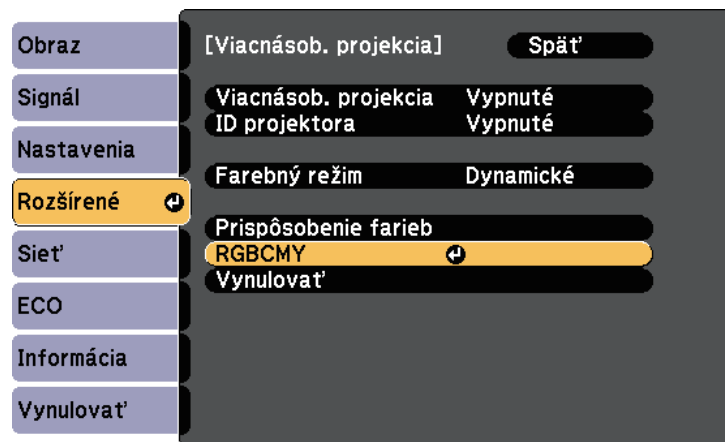 Obraz
Signál
Nastavenia
Rozšírené
Sieť
ECO
Informácia
Vynulovať
[Viacnásob. projekcia] Späť
Viacnásob. projekcia Vypnuté
ID projektora Vypnuté
Farebný režim Dynamické
Prispôsobenie farieb
RGBCMY
Vynulovať